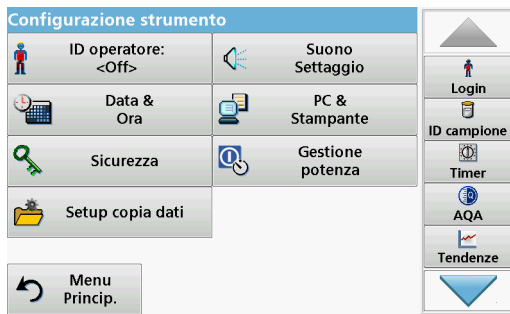 Configurazione strumento
ID operatore:
<Off>
Suono
Settaggio
Data &
Ora
PC &
Stampante
Sicurezza
Gestione
potenza
Setup copia dati
Menu
Princip.
Login
ID campione
Timer
AQA
Tendenze